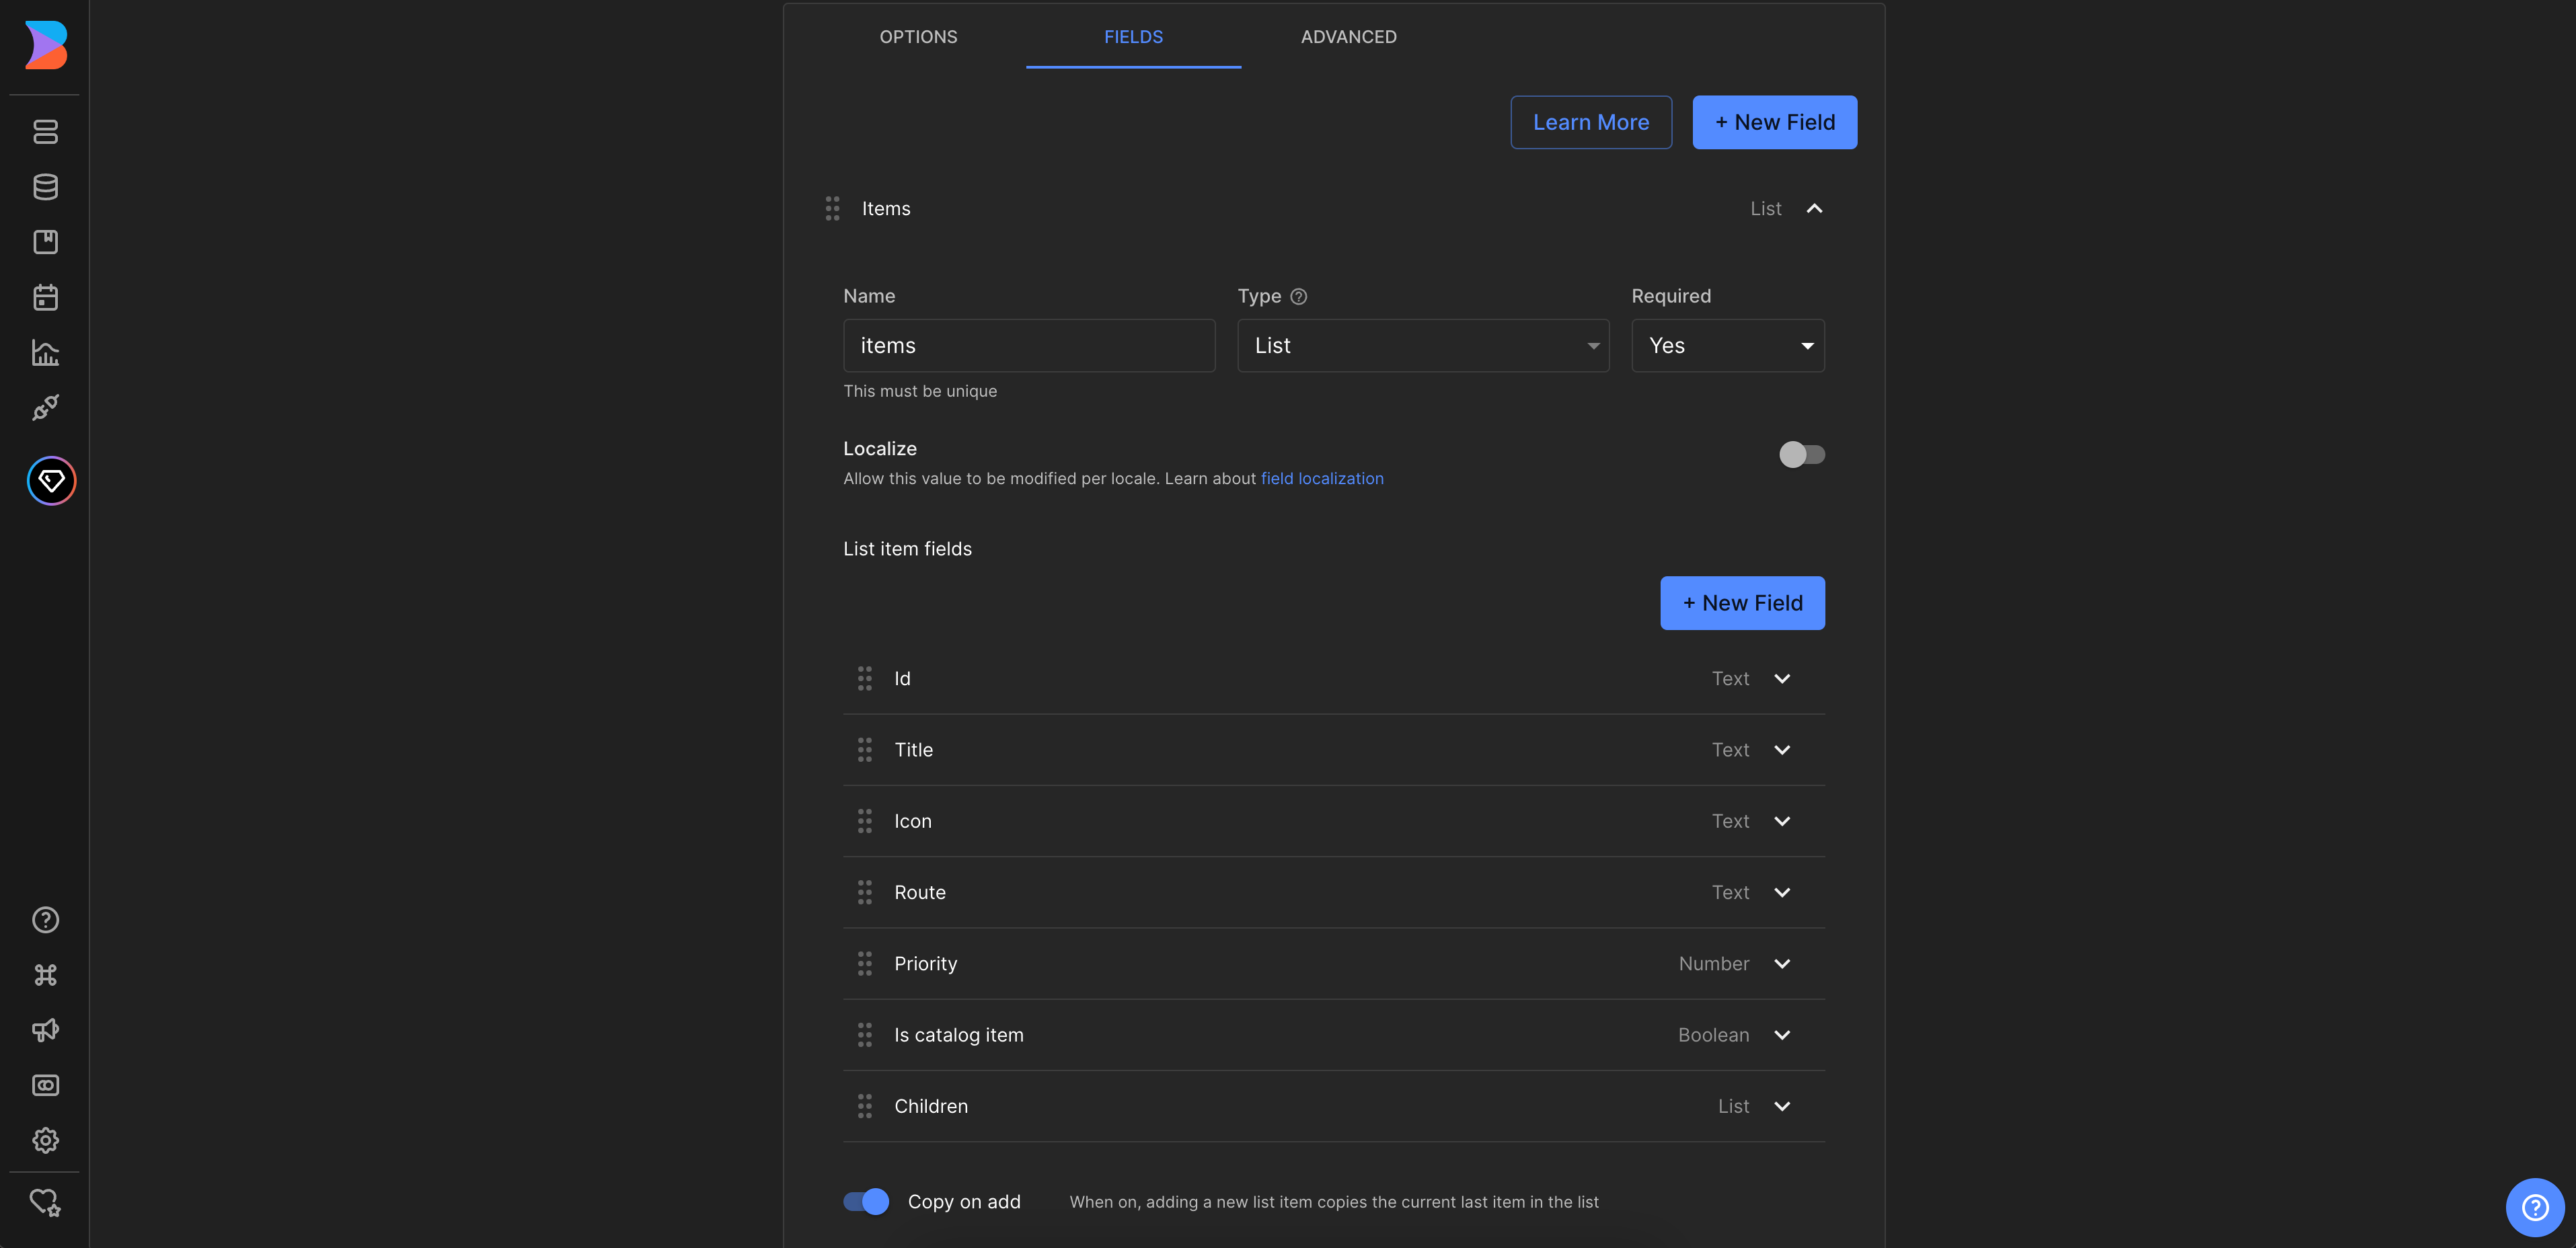 OPTIONS FIELDS ADVANCED
Learn More + New Field
Items List
Name Type Required
items List Yes
This must be unique
Localize
Allow this value to be modified per locale. Learn about field localization
List item fields
+ New Field
Id Text
Title Text
Icon Text
Route Text
Priority Number
Is catalog item Boolean
Children List
Copy on add When on, adding a new list item copies the current last item in the list